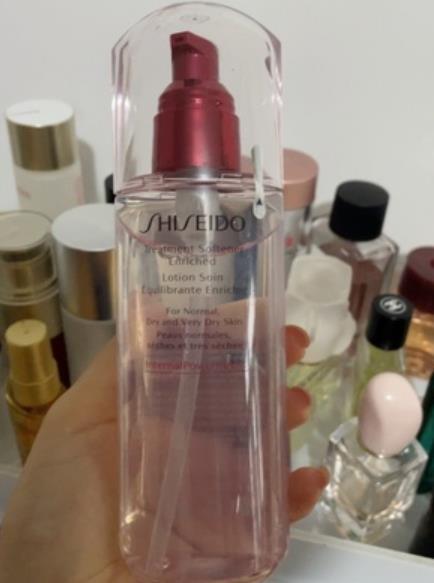 SHISEIDO
Treatment Softener
Enriched
Lotion Soin
Équilibrante Enrichie
For Normal,
Dry and Very Dry Skin
Peaux normales,
sèches et très sèches